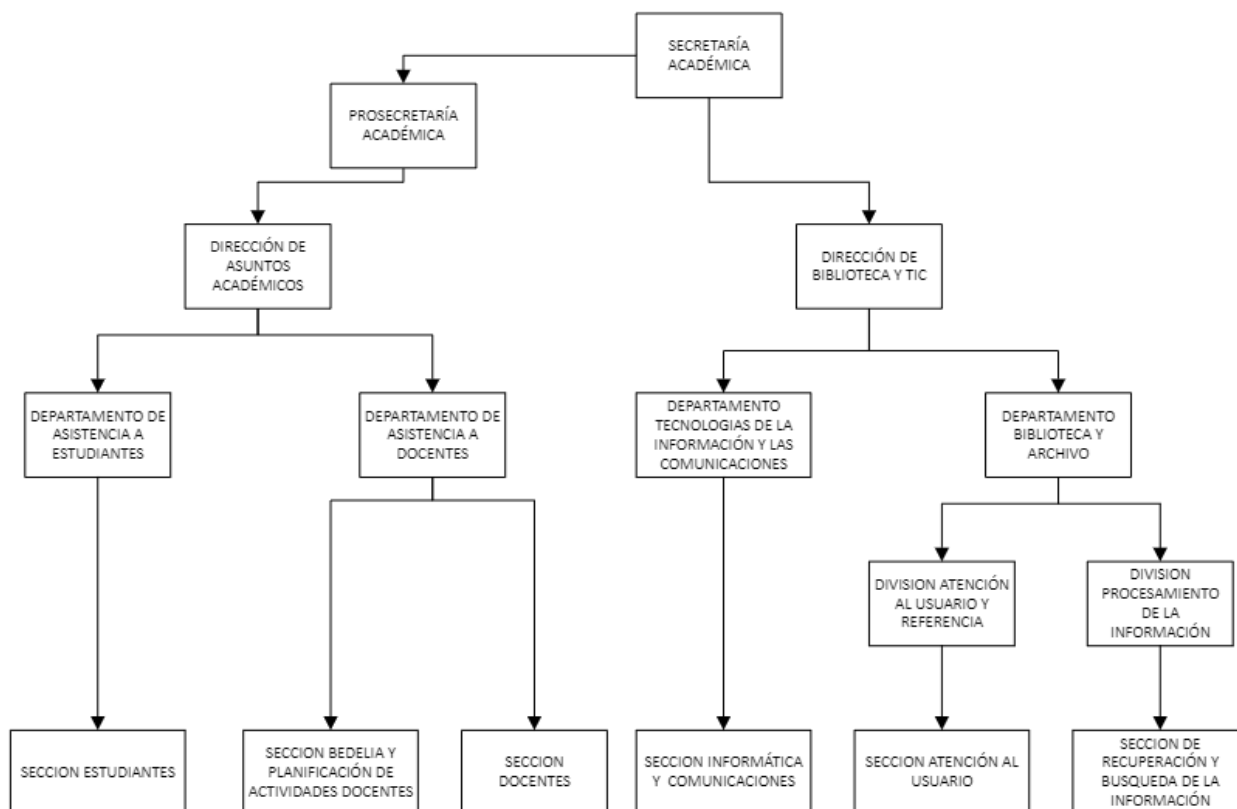 SECRETARÍA
ACADÉMICA
PROSECRETARÍA
ACADÉMICA
DIRECCIÓN DE
ASUNTOS
ACADÉMICOS
DIRECCIÓN DE
BIBLIOTECA Y TIC
DEPARTAMENTO DE
ASISTENCIA A
ESTUDIANTES
DEPARTAMENTO DE
ASISTENCIA A
DOCENTES
DEPARTAMENTO
TECNOLOGIAS DE LA
INFORMACIÓN Y LAS
COMUNICACIONES
DEPARTAMENTO
BIBLIOTECA Y
ARCHIVO
DIVISION ATENCIÓN
AL USUARIO Y
REFERENCIA
DIVISION
PROCESAMIENTO
DE LA
INFORMACIÓN
SECCION ESTUDIANTES
SECCION BEDELIA Y
PLANIFICACIÓN DE
ACTIVIDADES DOCENTES
SECCION
DOCENTES
SECCION INFORMÁTICA
Y COMUNICACIONES
SECCION ATENCIÓN AL
USUARIO
SECCION DE
RECUPERACIÓN Y
BUSQUEDA DE LA
INFORMACIÓN